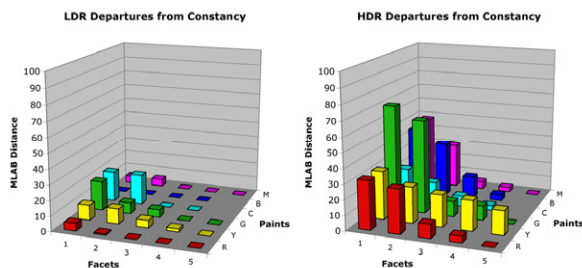 LDR Departures from Constancy
MLAB Distance
100
90
80
70
60
50
40
30
20
10
0
1
2
3
4
5
Facets
R
Y
G
C
B
M
Paints
HDR Departures from Constancy
MLAB Distance
100
90
80
70
60
50
40
30
20
10
0
1
2
3
4
5
Facets
R
Y
G
C
B
M
Paints